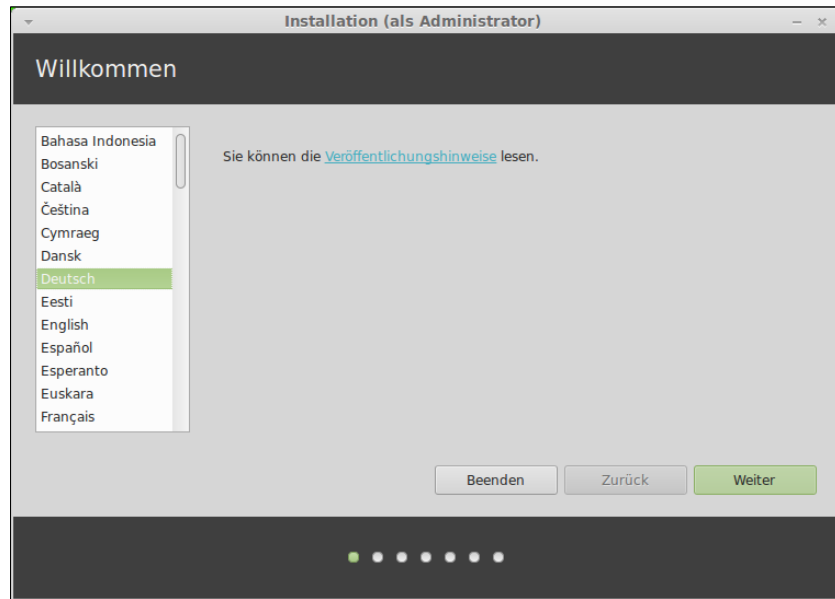 Installation (als Administrator)
Willkommen
Bahasa Indonesia
Bosanski
Català
Čeština
Cymraeg
Dansk
Deutsch
Eesti
English
Español
Esperanto
Euskara
Français
Sie können die Veröffentlichungshinweise lesen.
Beenden
Zurück
Weiter